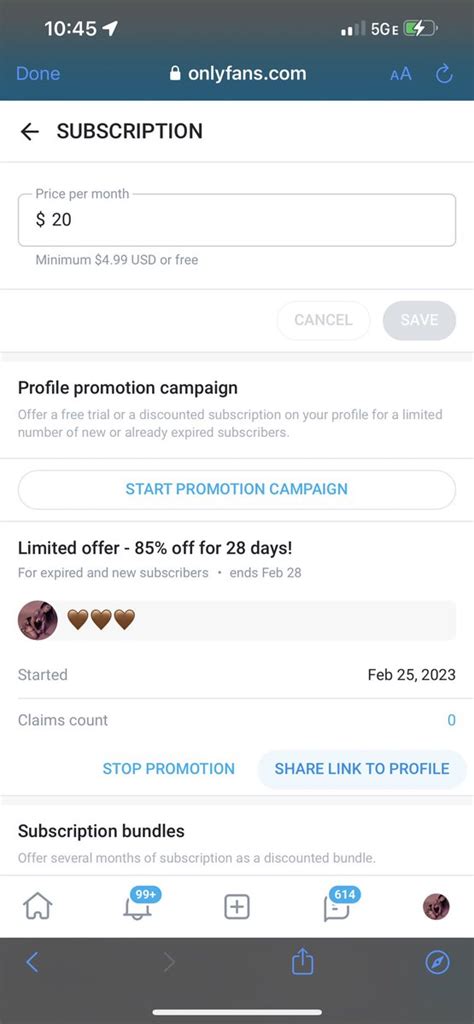 10:45
5GE
Done
onlyfans.com
AA
SUBSCRIPTION
Price per month
$ 20
Minimum $4.99 USD or free
CANCEL
SAVE
Profile promotion campaign
Offer a free trial or a discounted subscription on your profile for a limited
number of new or already expired subscribers.
START PROMOTION CAMPAIGN
Limited offer - 85% off for 28 days!
For expired and new subscribers • ends Feb 28
🤎🤎🤎
Started
Feb 25, 2023
Claims count
0
STOP PROMOTION
SHARE LINK TO PROFILE
Subscription bundles
Offer several months of subscription as a discounted bundle.
99+
614